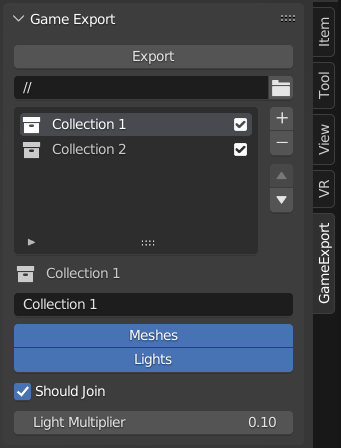 Game Export
Export
//
Collection 1
Collection 2
Collection 1
Collection 1
Meshes
Lights
Should Join
Light Multiplier 0.10
Item
Tool
View
VR
GameExport